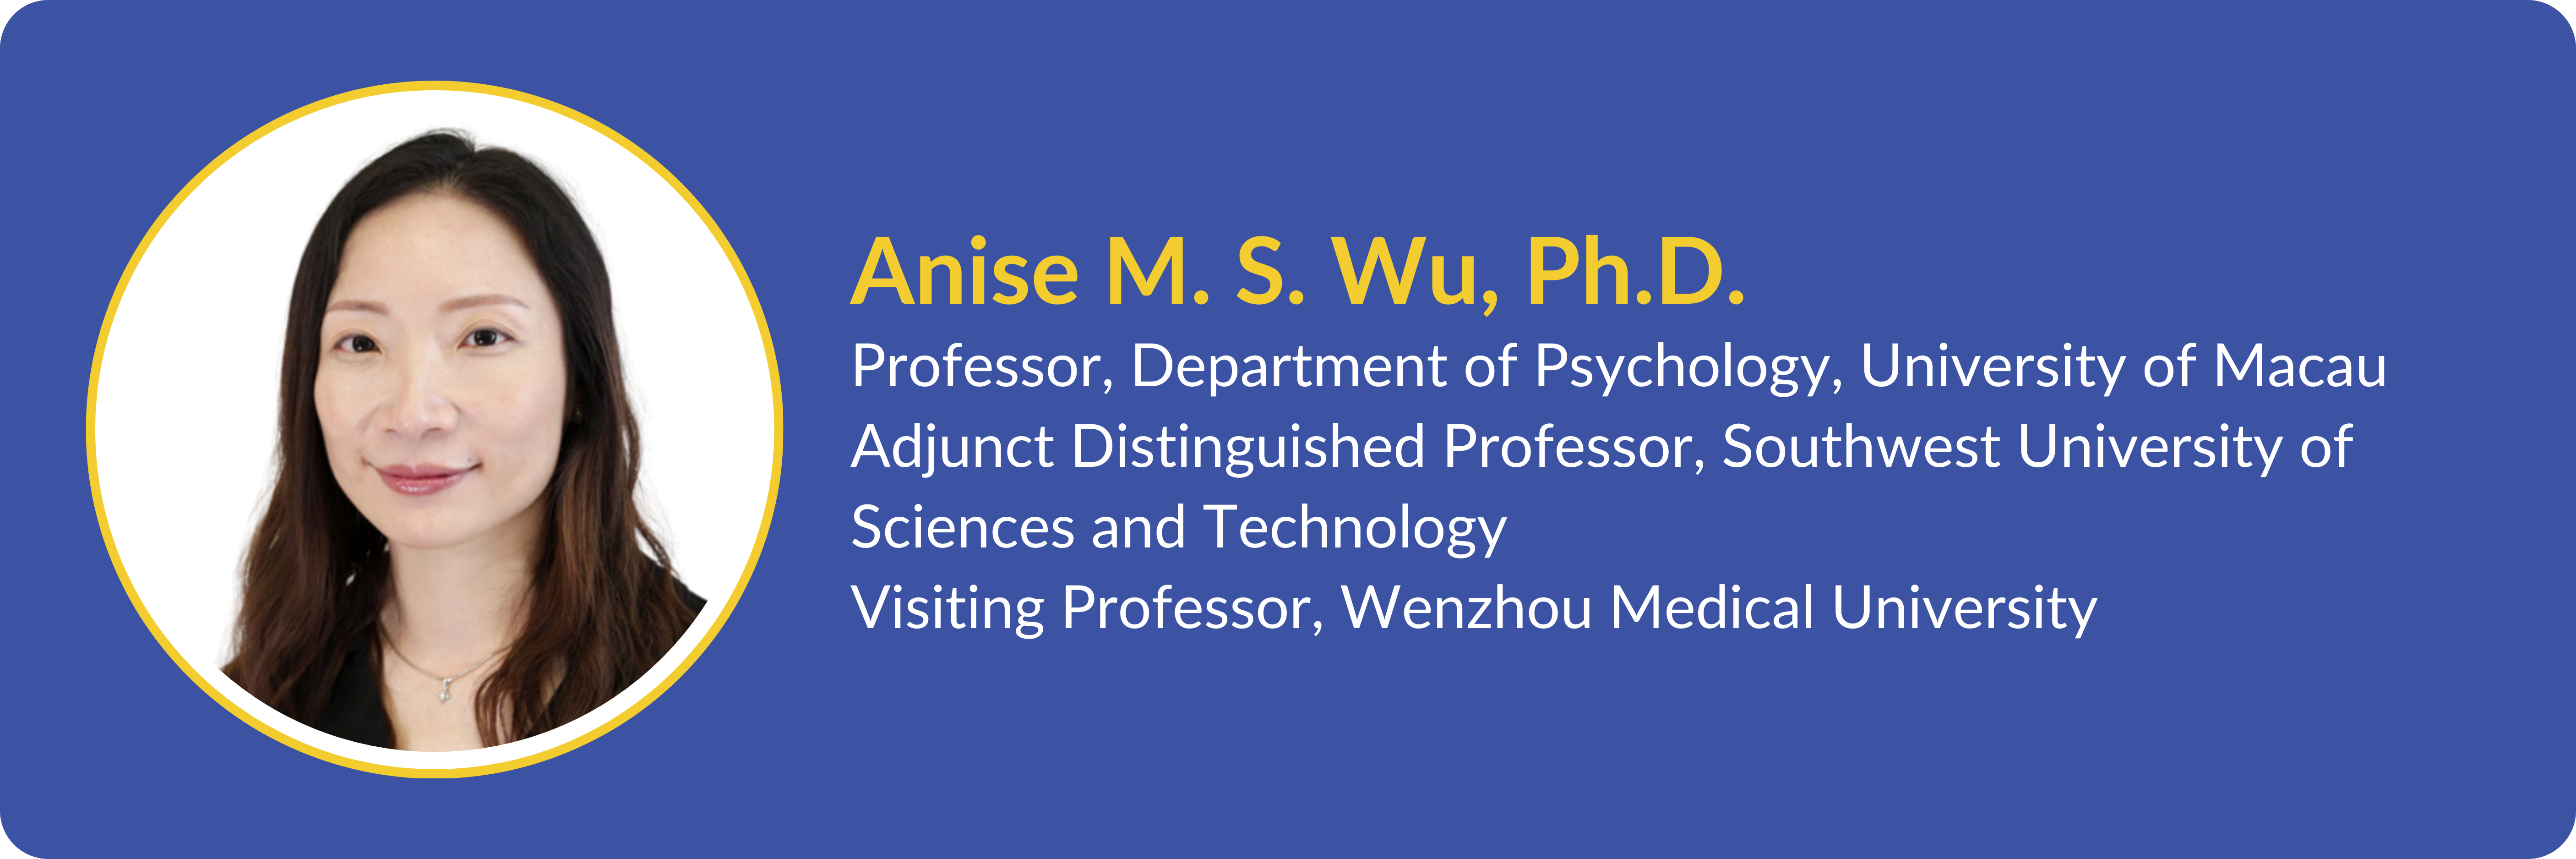 Anise M. S. Wu, Ph.D.
Professor, Department of Psychology, University of Macau
Adjunct Distinguished Professor, Southwest University of
Sciences and Technology
Visiting Professor, Wenzhou Medical University